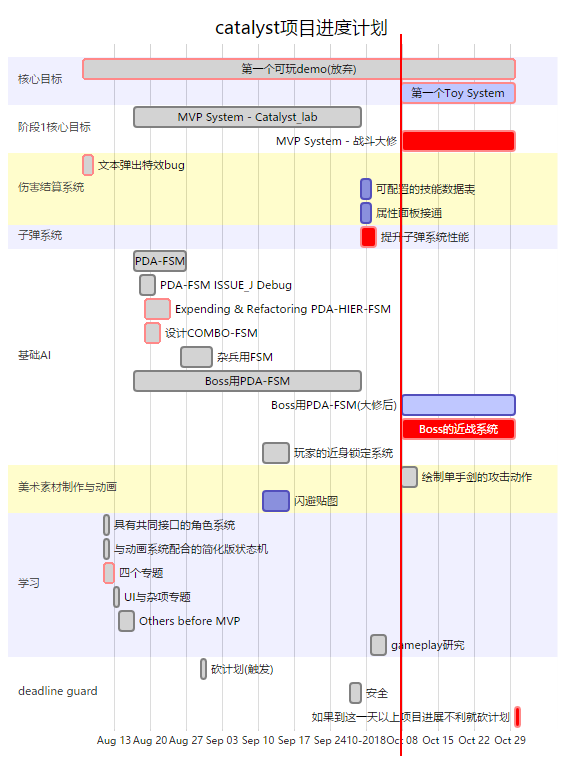 catalyst项目进度计划
核心目标
第一个可玩demo(放弃)
第一个Toy System
阶段1核心目标
MVP System - Catalyst_lab
MVP System - 战斗大修
伤害结算系统
文本弹出特效bug
可配置的技能数据表
属性面板接通
子弹系统
提升子弹系统性能
基础AI
PDA-FSM
PDA-FSM ISSUE_J Debug
Expending & Refactoring PDA-HIER-FSM
设计COMBO-FSM
杂兵用FSM
Boss用PDA-FSM
Boss用PDA-FSM(大修后)
Boss的近战系统
玩家的近身锁定系统
美术素材制作与动画
绘制单手剑的攻击动作
闪避贴图
学习
具有共同接口的角色系统
与动画系统配合的简化版状态机
四个专题
UI与杂项专题
Others before MVP
gameplay研究
deadline guard
砍计划(触发)
安全
如果到这一天以上项目进展不利就砍计划
Aug 13 Aug 20 Aug 27 Sep 03 Sep 10 Sep 17 Sep 24 10-2018 Oct 08 Oct 15 Oct 22 Oct 29